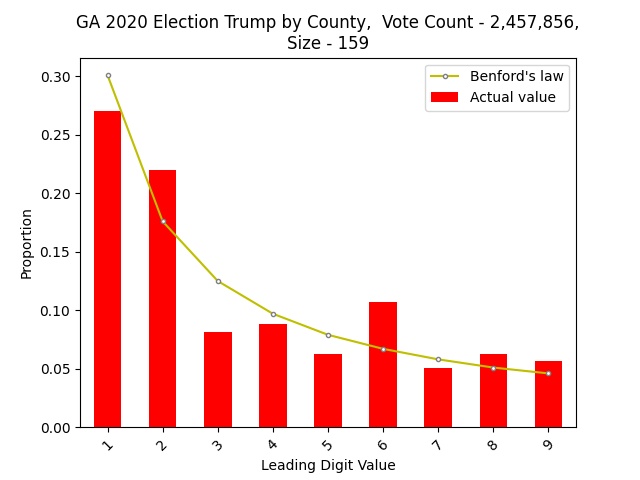 GA 2020 Election Trump by County,  Vote Count - 2,457,856,
Size - 159
Benford's law
Actual value
0.30
0.25
0.20
0.15
0.10
0.05
0.00
Proportion
1 2 3 4 5 6 7 8 9
Leading Digit Value